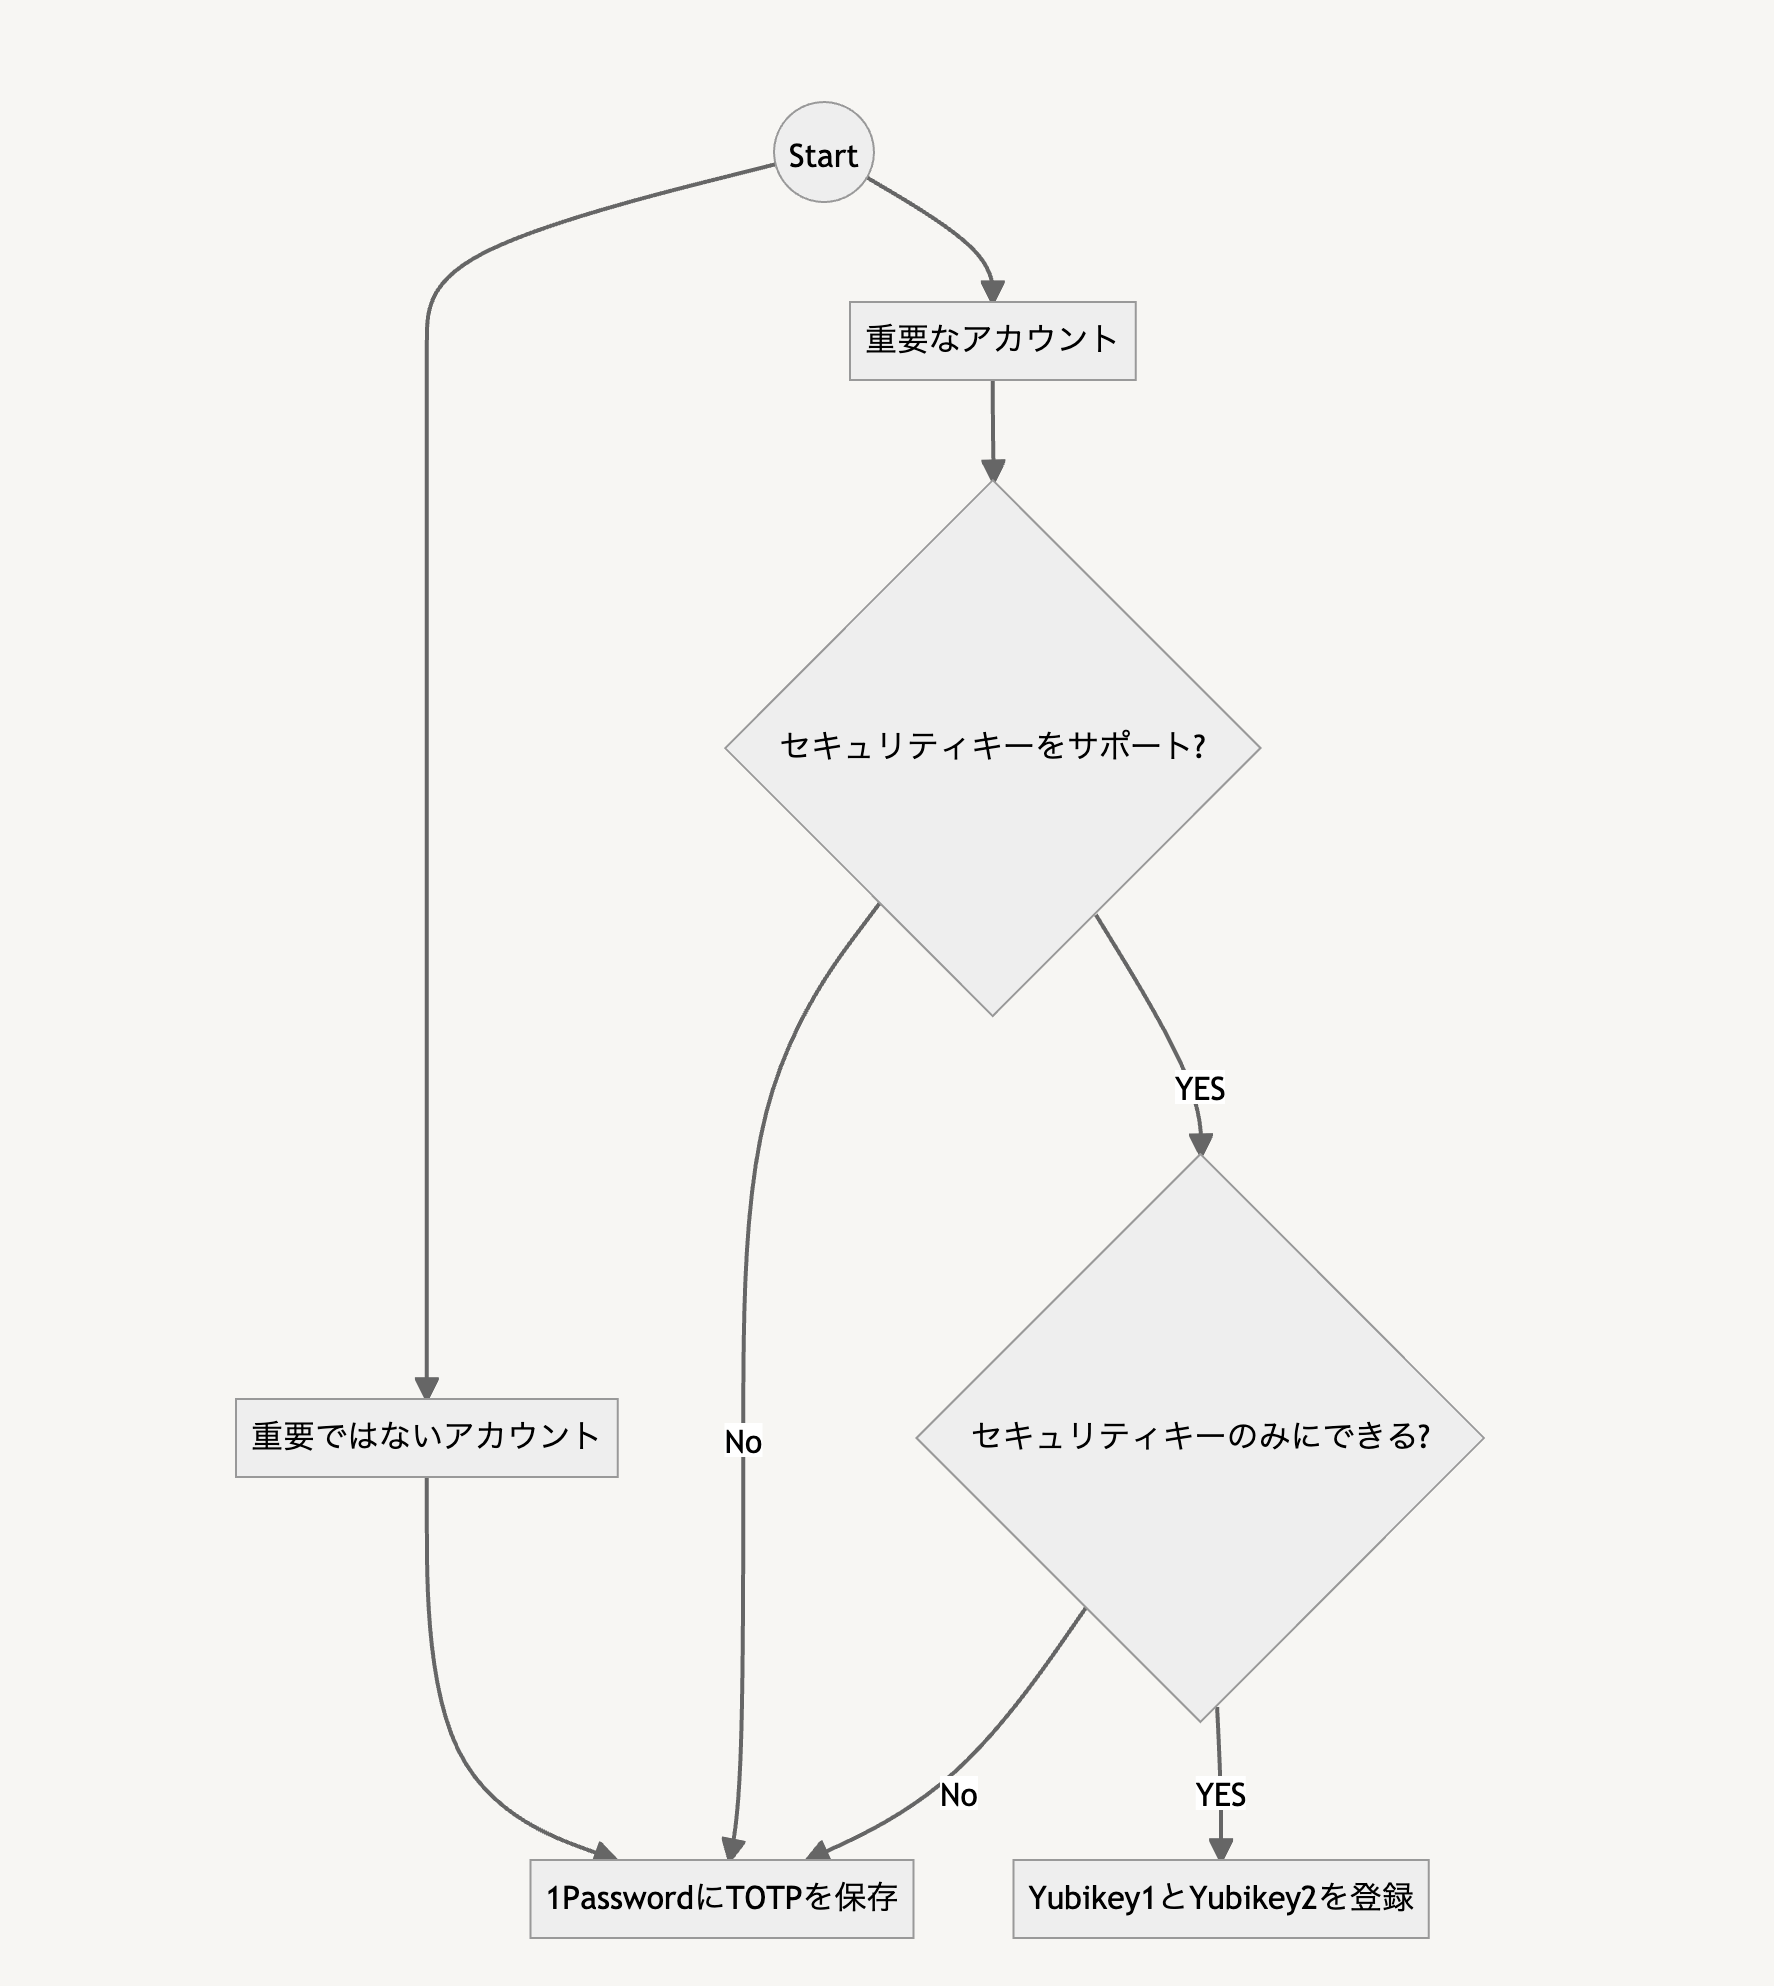 Start
重要なアカウント
セキュリティキーをサポート?
YES
重要ではないアカウント
No
セキュリティキーのみにできる?
No
YES
1PasswordにTOTPを保存
Yubikey1とYubikey2を登録